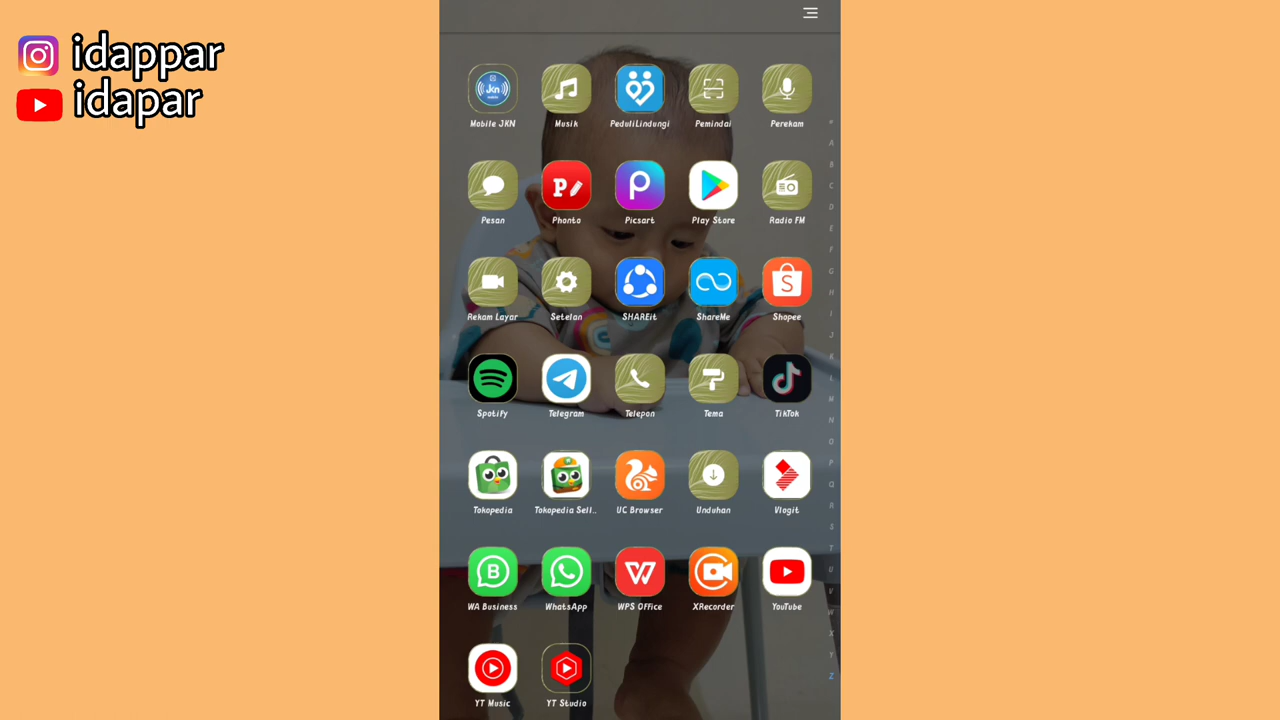 idappar
idapar
Jkn
Mobile JKN
Musik
PeduliLindungi
Pemindai
Perekam
Pesan
Phonto
Picsart
Play Store
Radio FM
Rekam Layar
Setelan
SHAREit
ShareMe
Shopee
Spotify
Telegram
Telepon
Tema
TikTok
Tokopedia
Tokopedia Sell..
UC Browser
Unduhan
Vlogit
WA Business
WhatsApp
WPS Office
XRecorder
YouTube
YT Music
YT Studio
#
A
B
C
D
E
F
G
H
I
J
K
L
M
N
O
P
Q
R
S
T
U
V
W
X
Y
Z